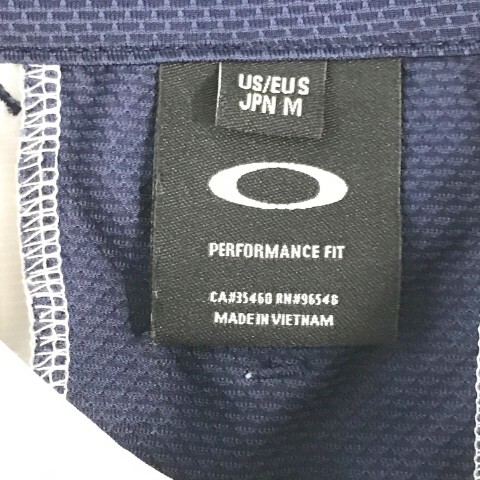 US/EU S
JPN M
PERFORMANCE FIT
CA#35460 RN#96548
MADE IN VIETNAM